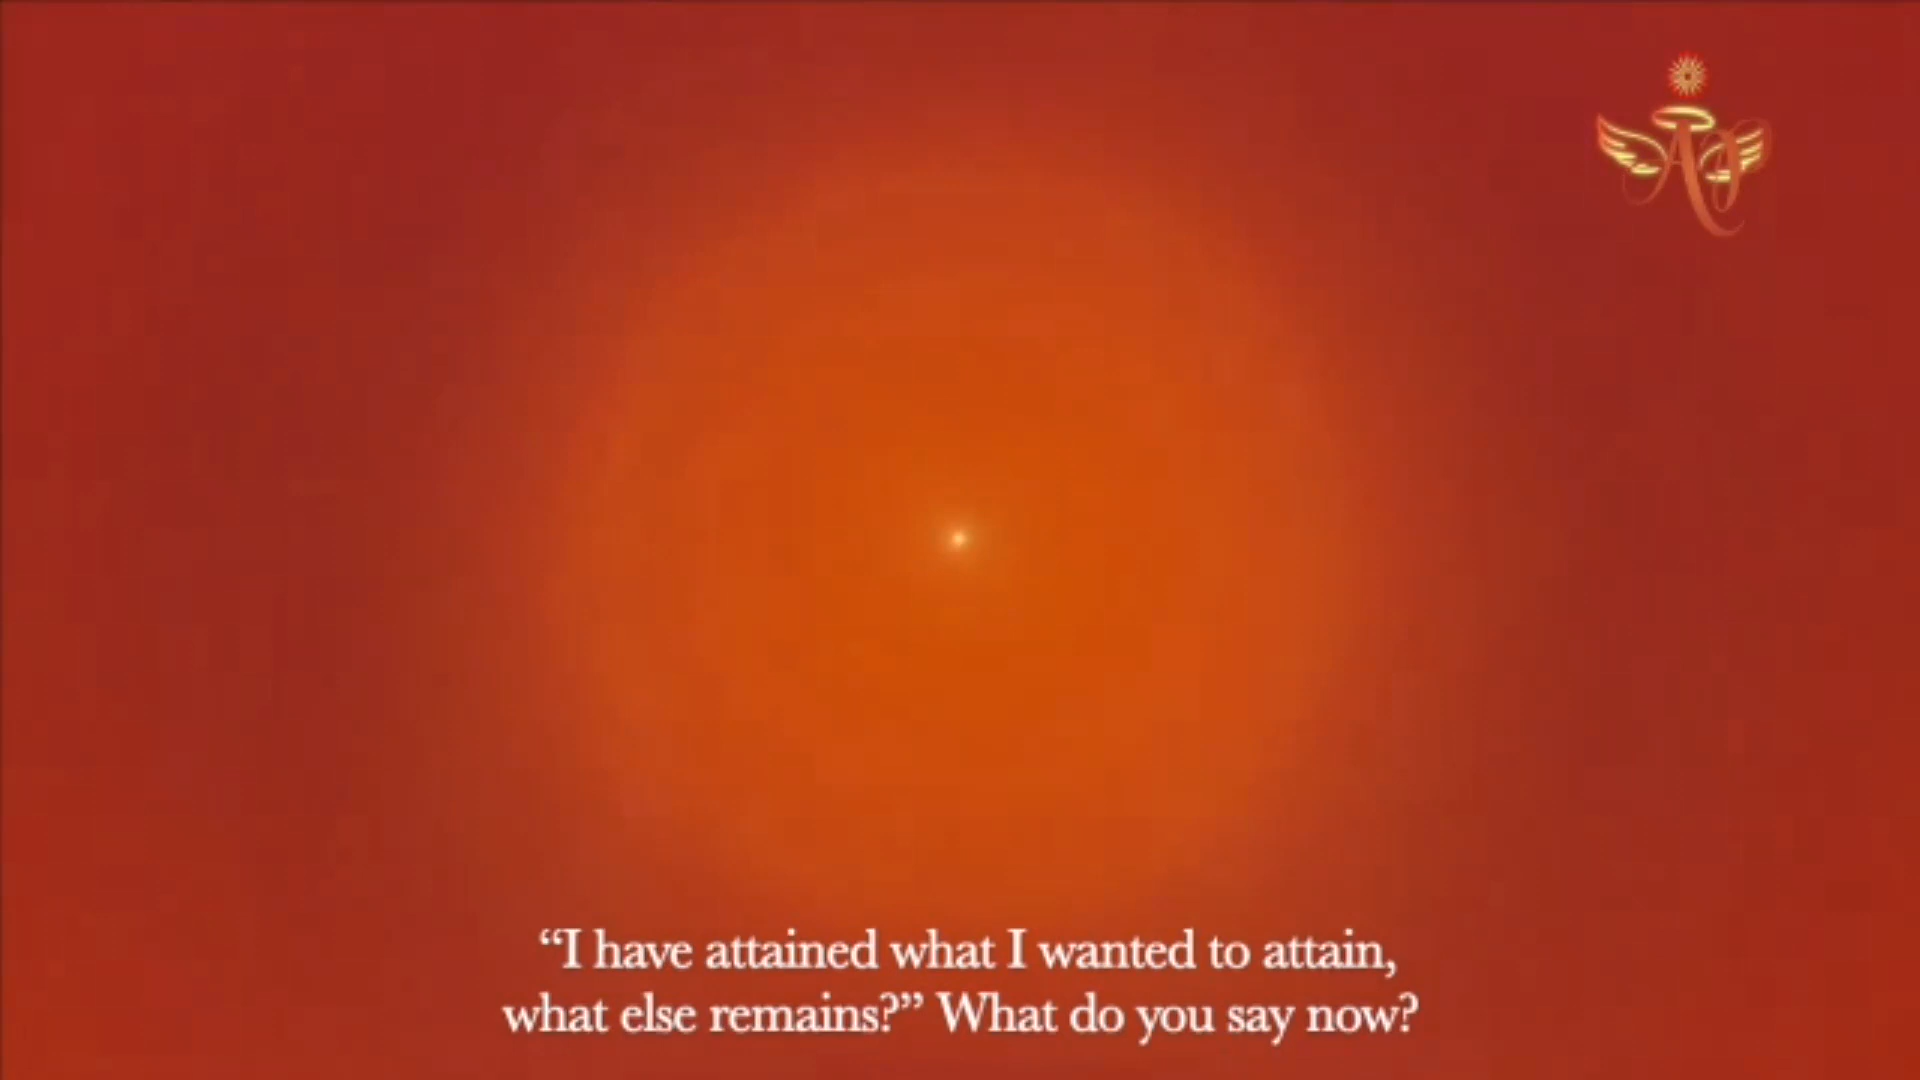 “I have attained what I wanted to attain,
what else remains?” What do you say now?